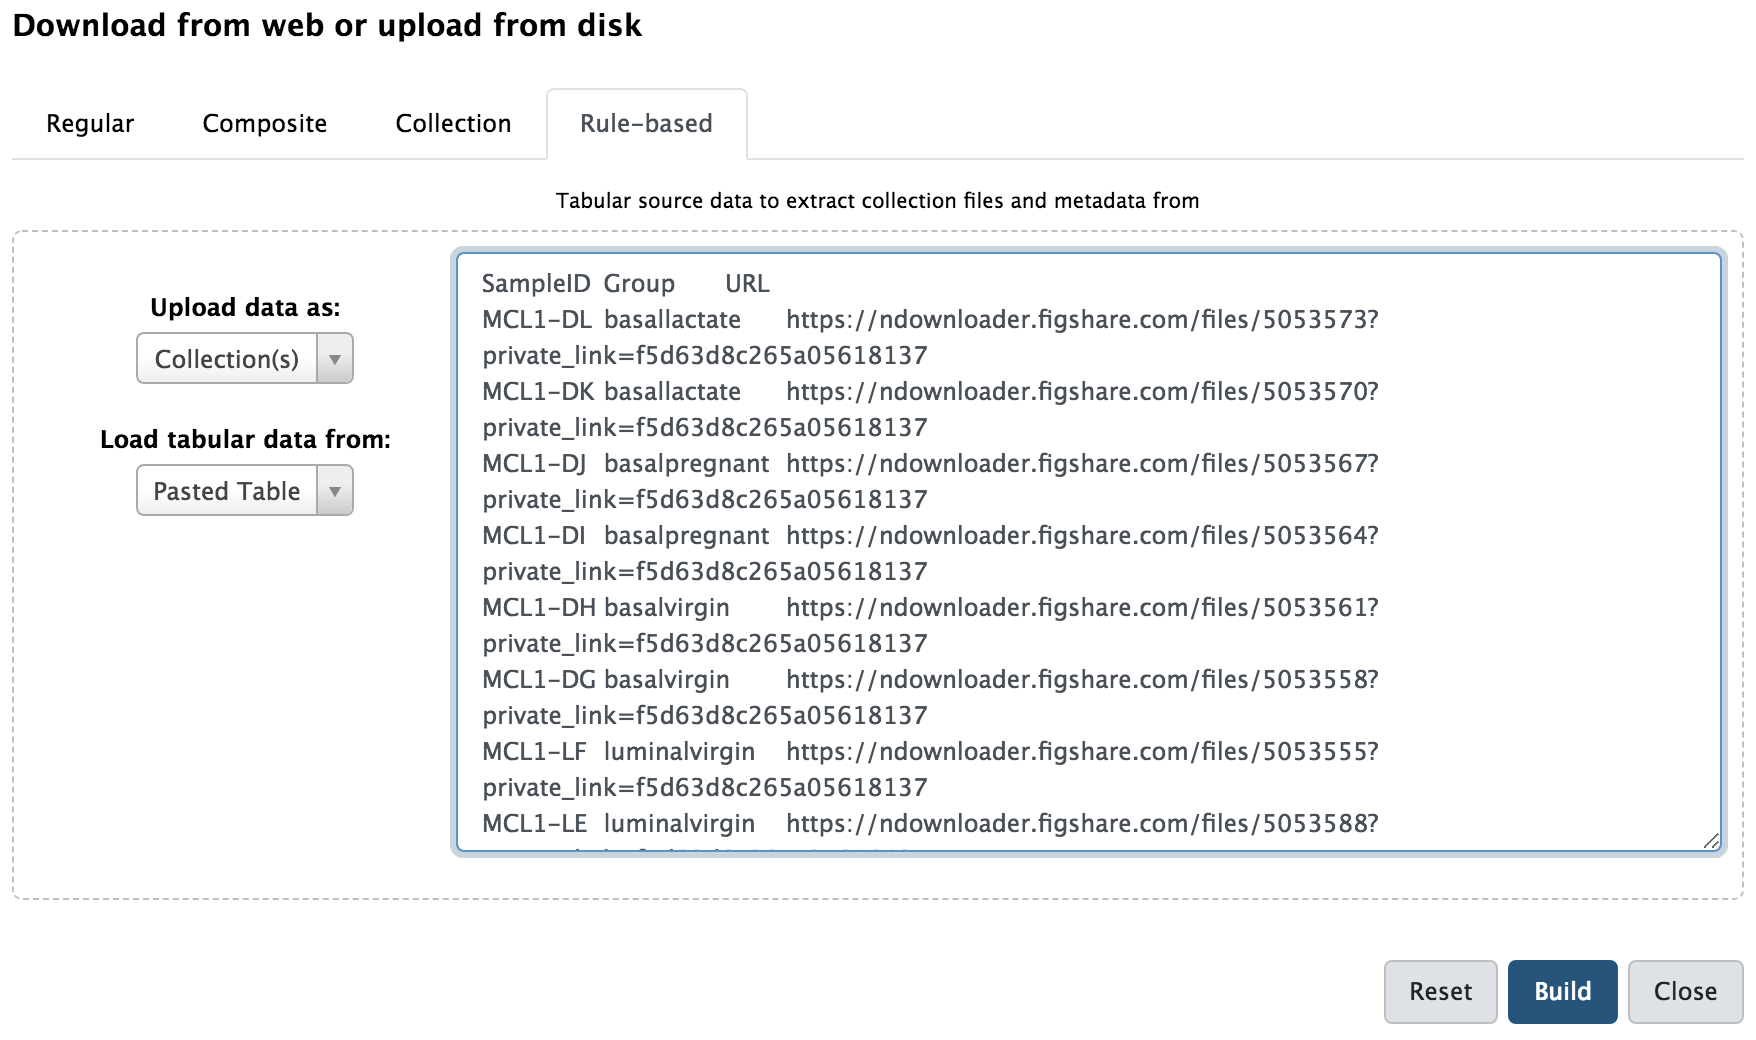 Download from web or upload from disk
Regular Composite Collection Rule-based
Tabular source data to extract collection files and metadata from
Upload data as:
Collection(s)
Load tabular data from:
Pasted Table
SampleID Group URL
MCL1-DL basallactate https://ndownloader.figshare.com/files/5053573?
private_link=f5d63d8c265a05618137
MCL1-DK basallactate https://ndownloader.figshare.com/files/5053570?
private_link=f5d63d8c265a05618137
MCL1-DJ basalpregnant https://ndownloader.figshare.com/files/5053567?
private_link=f5d63d8c265a05618137
MCL1-DI basalpregnant https://ndownloader.figshare.com/files/5053564?
private_link=f5d63d8c265a05618137
MCL1-DH basalvirgin https://ndownloader.figshare.com/files/5053561?
private_link=f5d63d8c265a05618137
MCL1-DG basalvirgin https://ndownloader.figshare.com/files/5053558?
private_link=f5d63d8c265a05618137
MCL1-LF luminalvirgin https://ndownloader.figshare.com/files/5053555?
private_link=f5d63d8c265a05618137
MCL1-LE luminalvirgin https://ndownloader.figshare.com/files/5053588?
Reset Build Close